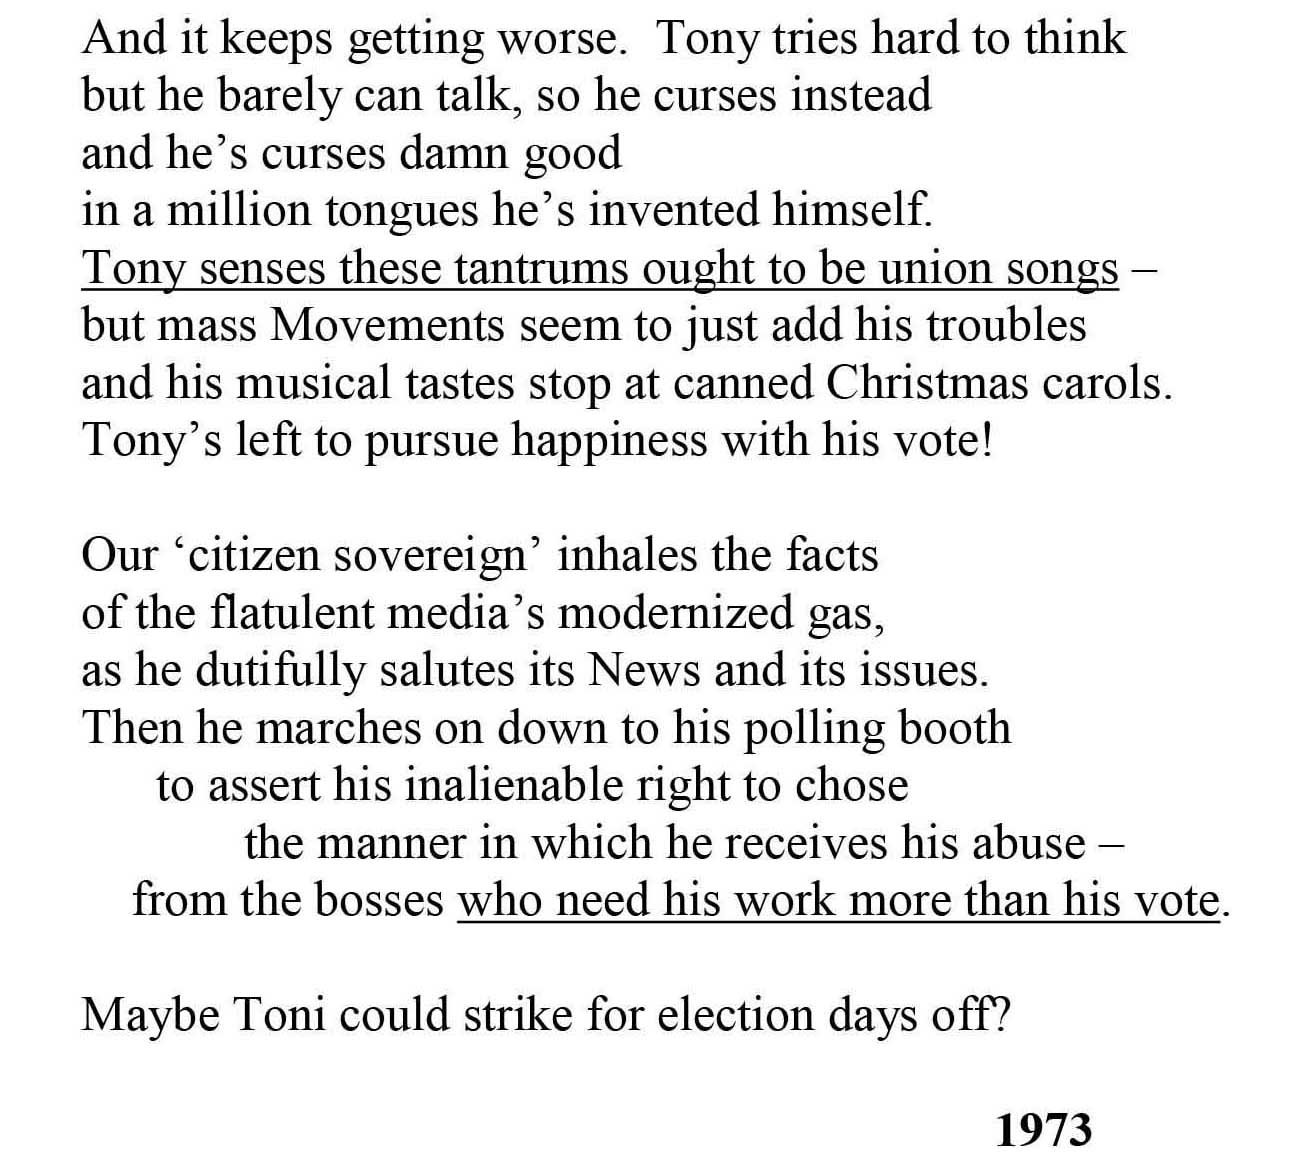 And it keeps getting worse.  Tony tries hard to think
but he barely can talk, so he curses instead
and he’s curses damn good
in a million tongues he’s invented himself.
Tony senses these tantrums ought to be union songs –
but mass Movements seem to just add his troubles
and his musical tastes stop at canned Christmas carols.
Tony’s left to pursue happiness with his vote!
Our ‘citizen sovereign’ inhales the facts
of the flatulent media’s modernized gas,
as he dutifully salutes its News and its issues.
Then he marches on down to his polling booth
to assert his inalienable right to chose
the manner in which he receives his abuse –
from the bosses who need his work more than his vote.
Maybe Toni could strike for election days off?
1973